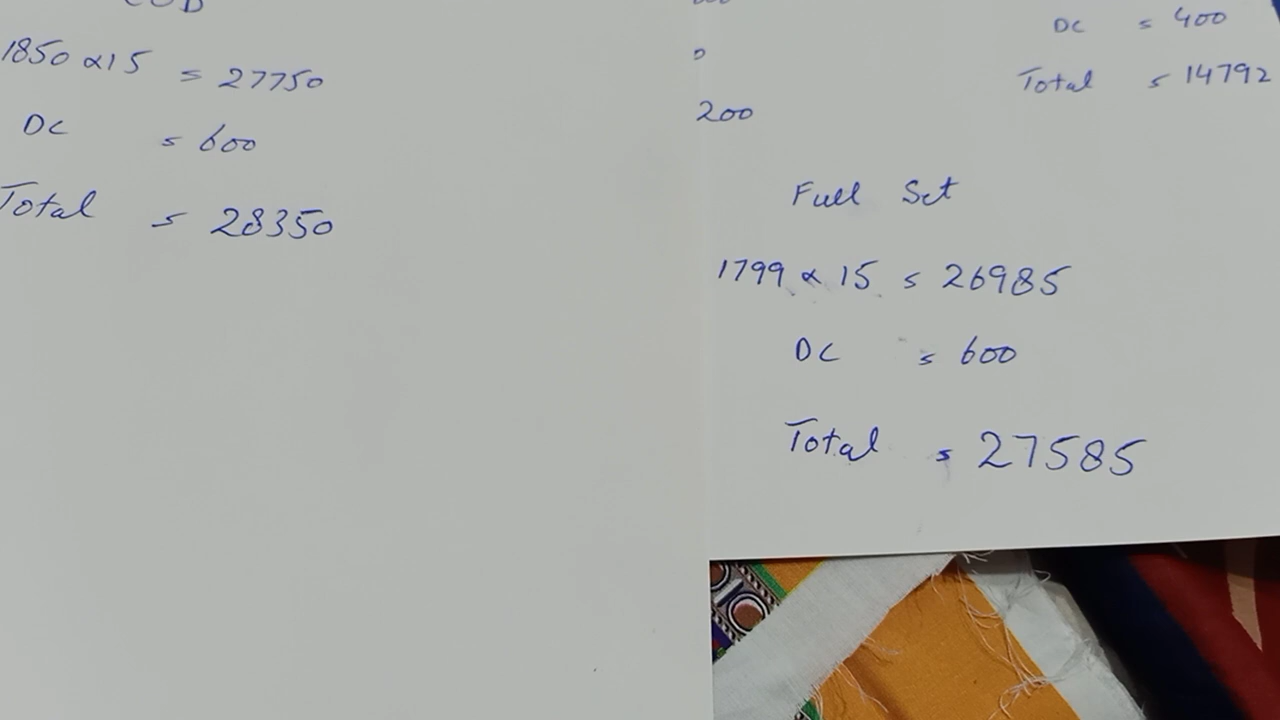 COD
1850 x 15 = 27750
DC = 600
Total = 28350
200
DC = 400
Total = 14792
Full Set
1799 x 15 = 26985
DC = 600
Total = 27585